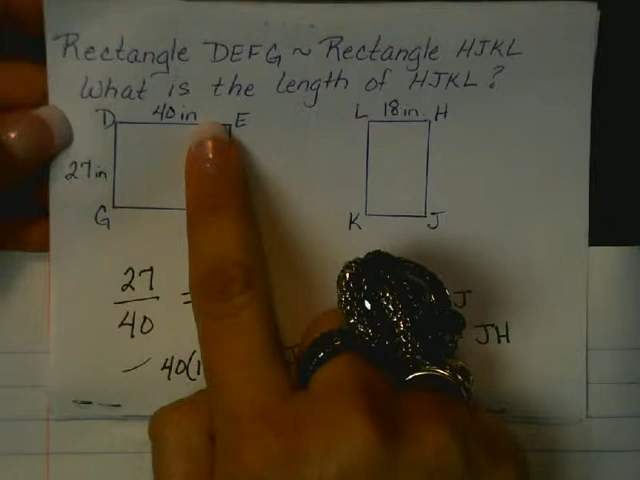 Rectangle DEFG ~ Rectangle HJKL
What is the length of HJKL?
D 40 in E
27 in
G
L 18 in. H
K J
27
40
=
J
JH
40(1